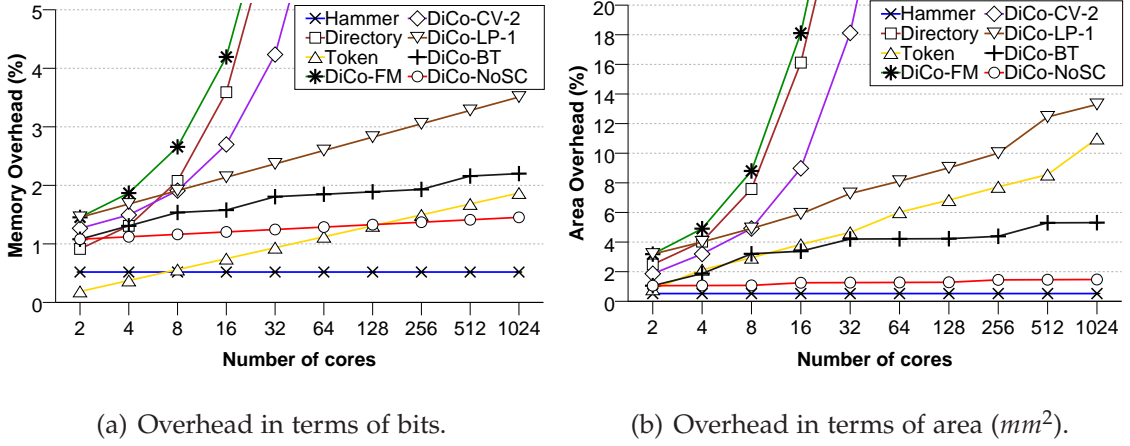 Memory Overhead (%)
5
4
3
2
1
0
Hammer
Directory
Token
DiCo-FM
DiCo-CV-2
DiCo-LP-1
DiCo-BT
DiCo-NoSC
2 4 8 16 32 64 128 256 512 1024
Number of cores
(a) Overhead in terms of bits.
Area Overhead (%)
20
18
16
14
12
10
8
6
4
2
0
Hammer
Directory
Token
DiCo-FM
DiCo-CV-2
DiCo-LP-1
DiCo-BT
DiCo-NoSC
2 4 8 16 32 64 128 256 512 1024
Number of cores
(b) Overhead in terms of area (mm²).